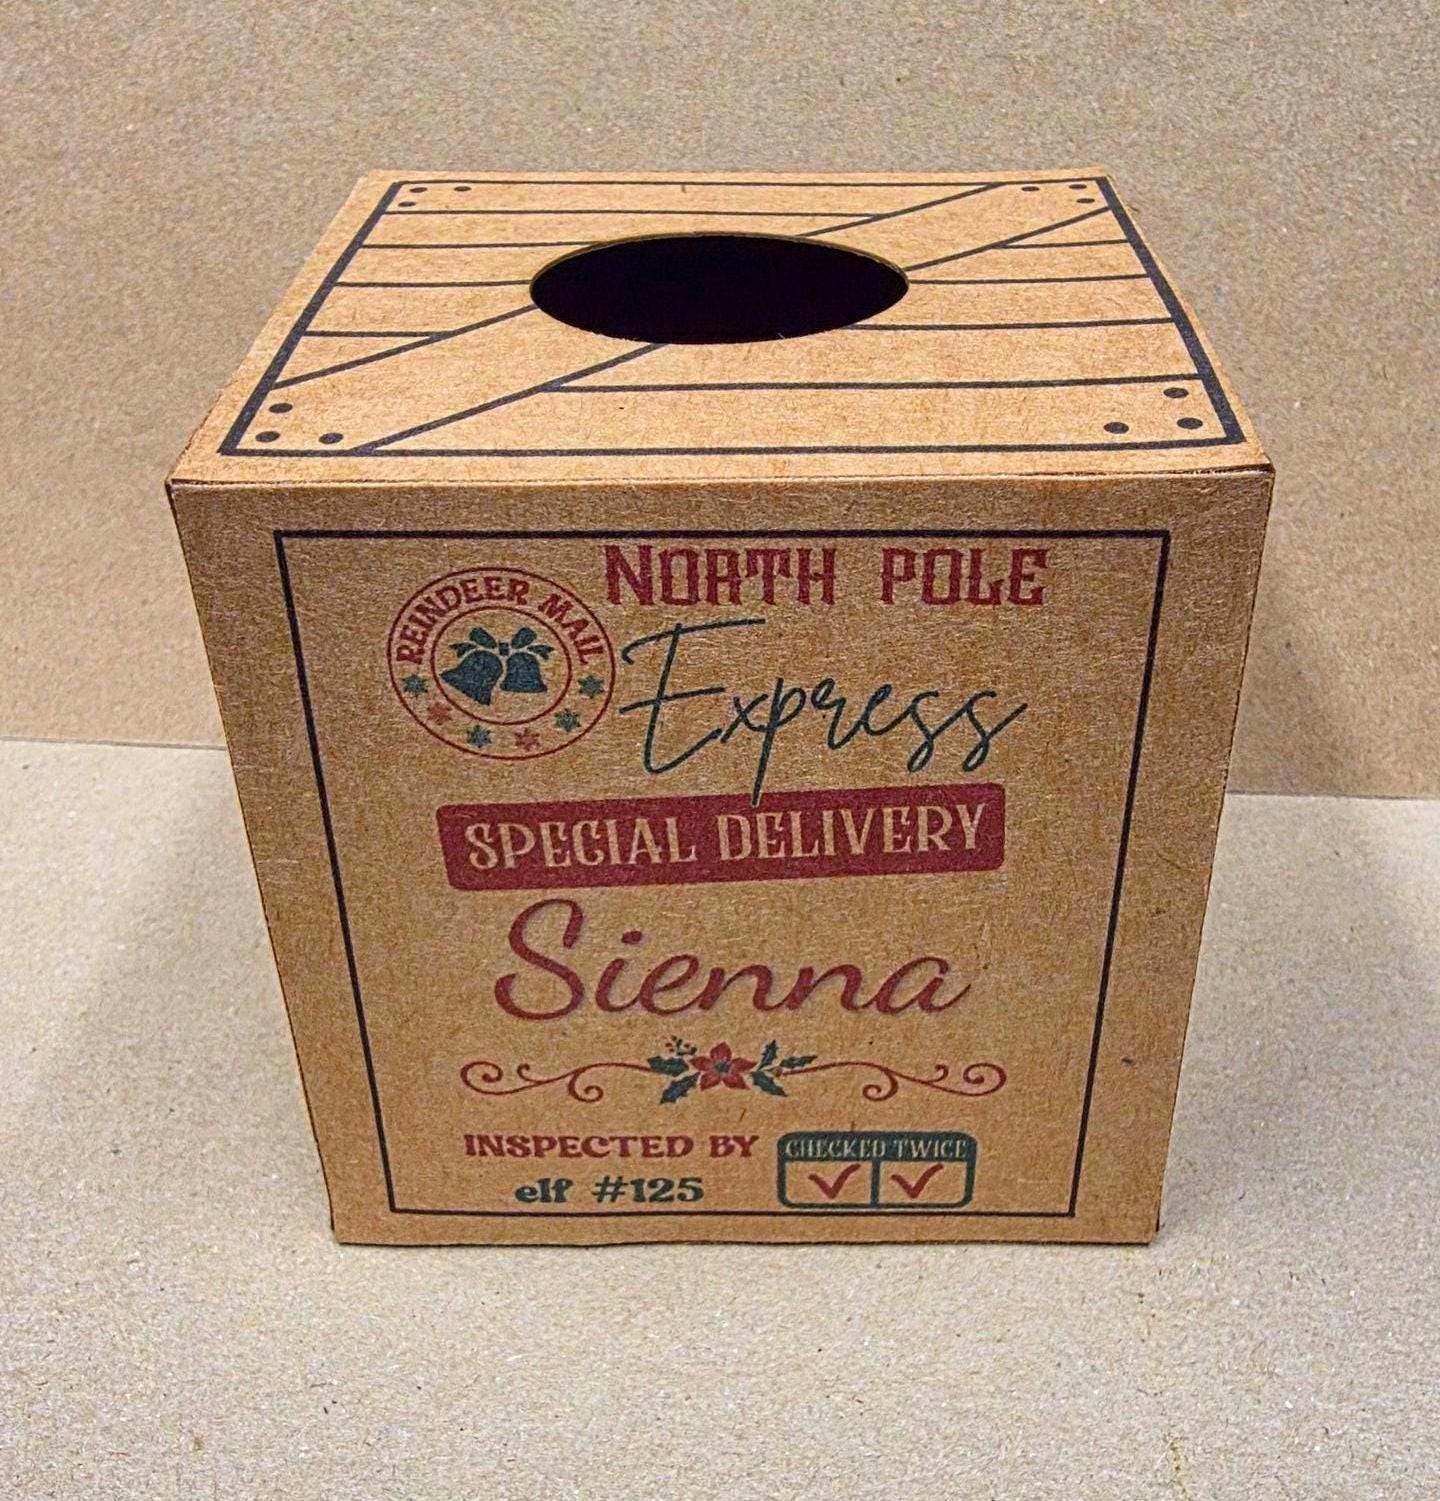 REINDEER MAIL
NORTH POLE
Express
SPECIAL DELIVERY
Sienna
INSPECTED BY
elf #125
CHECKED TWICE